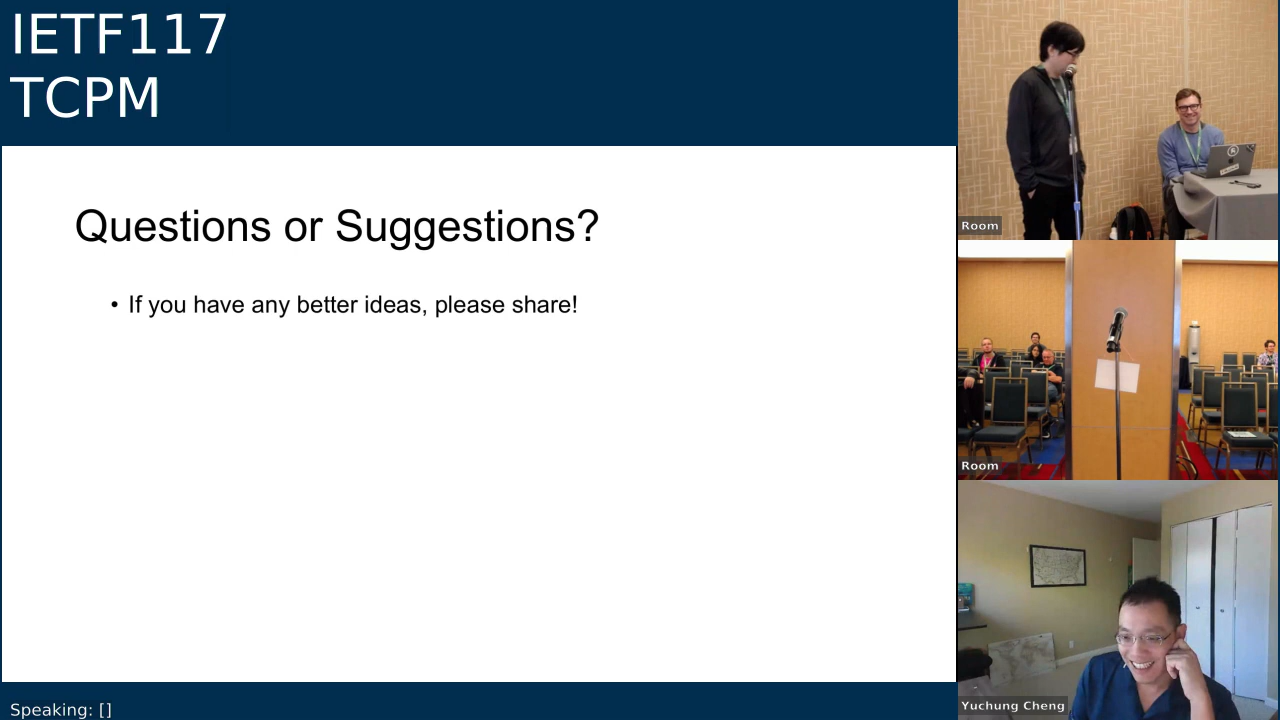 IETF117
TCPM
Questions or Suggestions?
• If you have any better ideas, please share!
Speaking: []
Room
Room
Yuchung Cheng